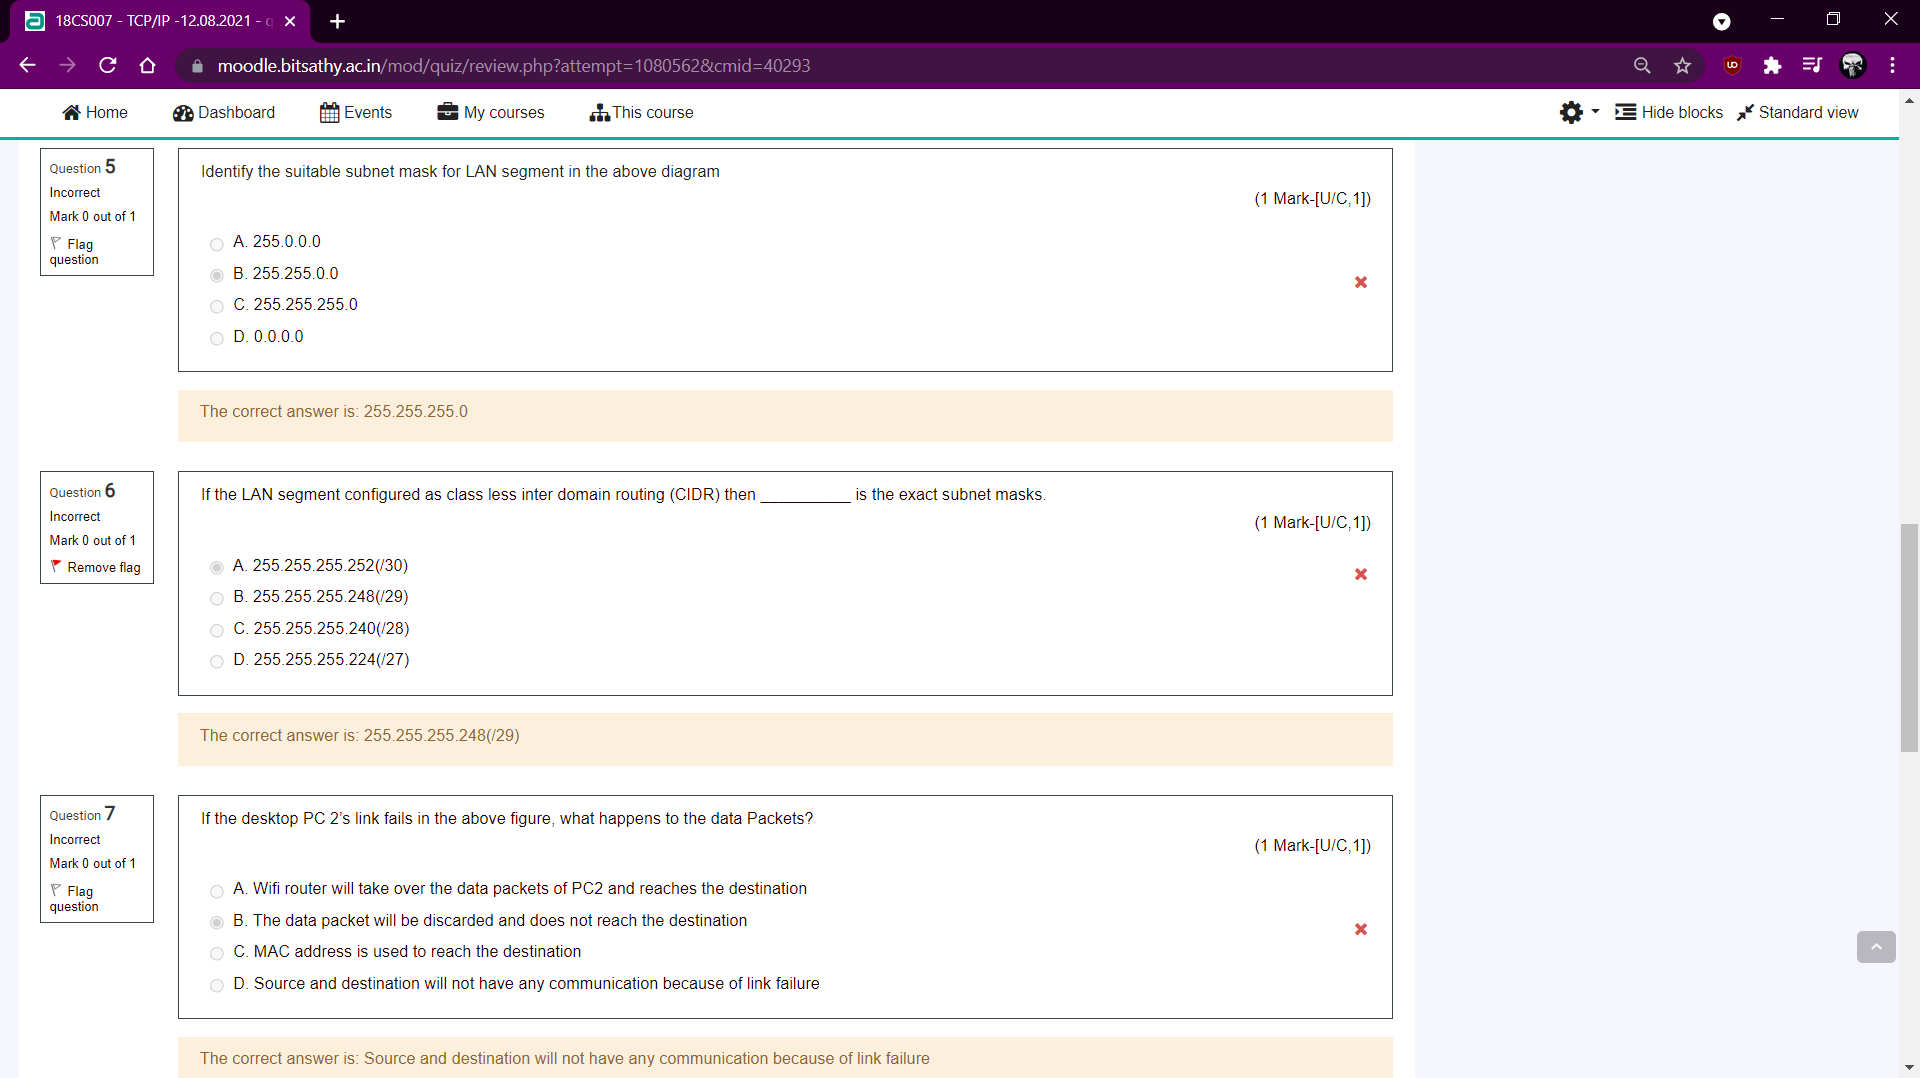 18CS007 - TCP/IP -12.08.2021 - q
moodle.bitsathy.ac.in/mod/quiz/review.php?attempt=1080562&cmid=40293
Home Dashboard Events My courses This course Hide blocks Standard view
Question 5
Incorrect
Mark 0 out of 1
Flag question
Identify the suitable subnet mask for LAN segment in the above diagram
(1 Mark-[U/C,1])
A. 255.0.0.0
B. 255.255.0.0
C. 255.255.255.0
D. 0.0.0.0
The correct answer is: 255.255.255.0
Question 6
Incorrect
Mark 0 out of 1
Remove flag
If the LAN segment configured as class less inter domain routing (CIDR) then __________ is the exact subnet masks.
(1 Mark-[U/C,1])
A. 255.255.255.252(/30)
B. 255.255.255.248(/29)
C. 255.255.255.240(/28)
D. 255.255.255.224(/27)
The correct answer is: 255.255.255.248(/29)
Question 7
Incorrect
Mark 0 out of 1
Flag question
If the desktop PC 2’s link fails in the above figure, what happens to the data Packets?
(1 Mark-[U/C,1])
A. Wifi router will take over the data packets of PC2 and reaches the destination
B. The data packet will be discarded and does not reach the destination
C. MAC address is used to reach the destination
D. Source and destination will not have any communication because of link failure
The correct answer is: Source and destination will not have any communication because of link failure